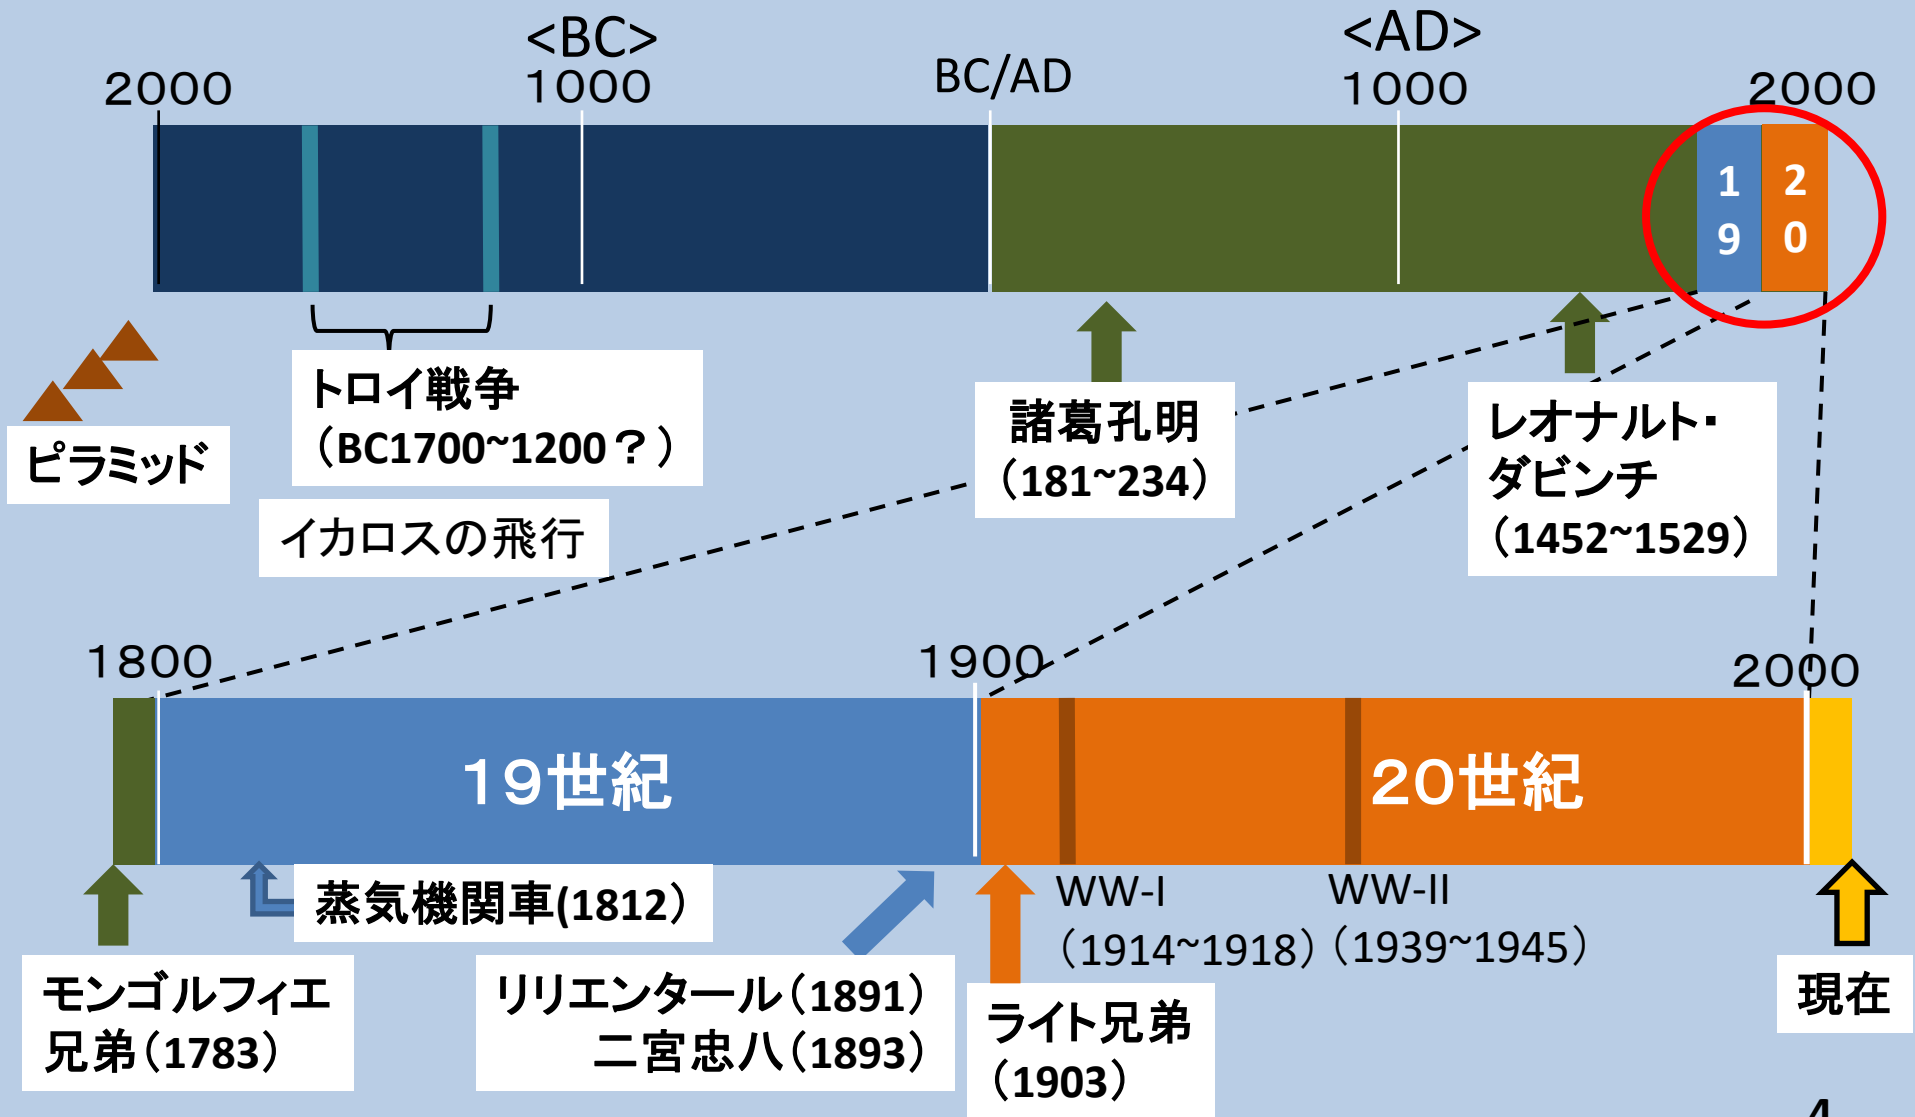 <BC>
<AD>
2000
1000
BC/AD
1000
2000
19
20
ピラミッド
トロイ戦争
（BC1700~1200？）
イカロスの飛行
諸葛孔明
（181~234）
レオナルト・
ダビンチ
（1452~1529）
1800
1900
2000
19世紀
20世紀
蒸気機関車(1812）
WW-I
（1914~1918）
WW-II
（1939~1945）
モンゴルフィエ
兄弟（1783）
リリエンタール（1891）
二宮忠八（1893）
ライト兄弟
（1903）
現在